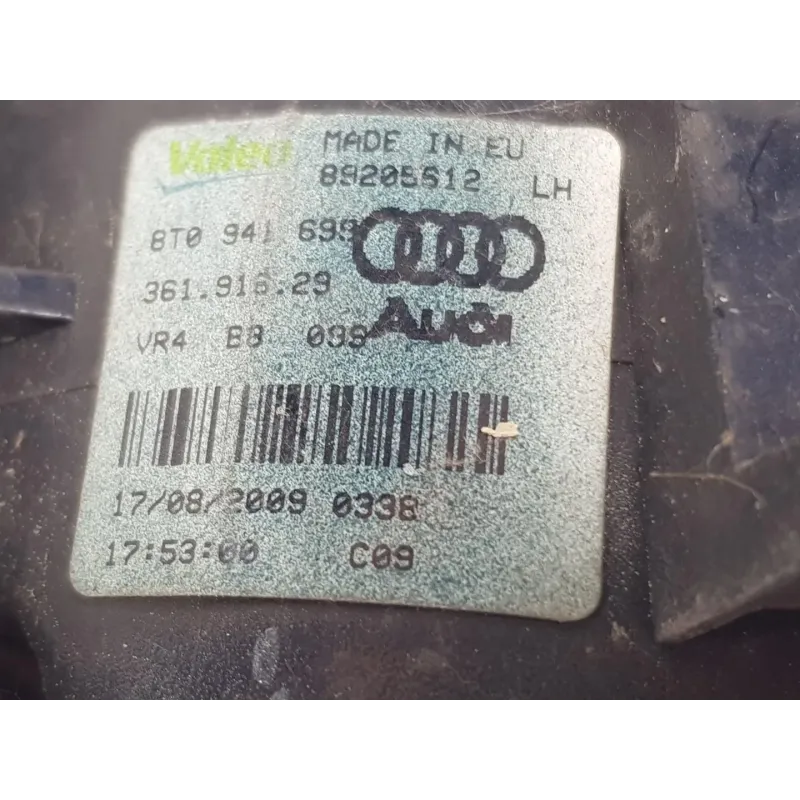 Valeo MADE IN EU
89205512 LH
8T0 941 699
361.916.29
VR4 B8 099
Audi
17/08/2009 0338
17:53:00 C09